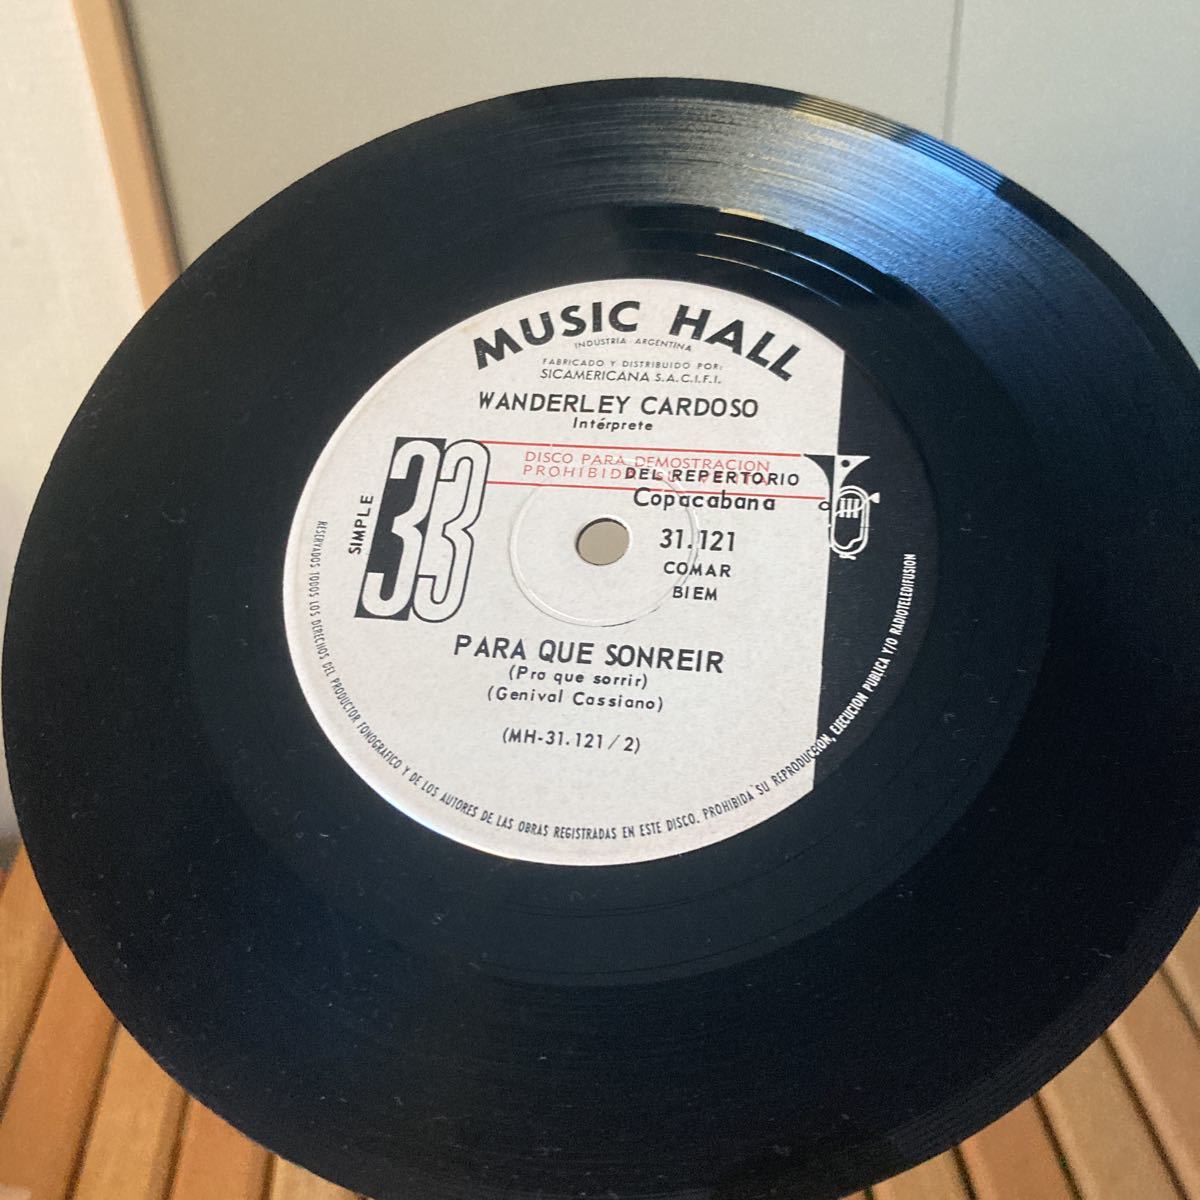 MUSIC HALL
INDUSTRIA ARGENTINA
FABRICADO Y DISTRIBUIDO POR:
SICAMERICANA S.A.C.I.F.I.
WANDERLEY CARDOSO
Intérprete
DISCO PARA DEMOSTRACION
PROHIBIDA
DEL REPERTORIO
Copacabana
SIMPLE
33
31.121
COMAR
BIEM
PARA QUE SONREIR
(Pra que sorrir)
(Genival Cassiano)
(MH-31.121/2)
RESERVADOS TODOS LOS DERECHOS DEL PRODUCTOR FONOGRAFICO Y DE LOS AUTORES DE LAS OBRAS REGISTRADAS EN ESTE DISCO. PROHIBIDA SU REPRODUCCION, EJECUCION PUBLICA Y/O RADIOTELEDIFUSION